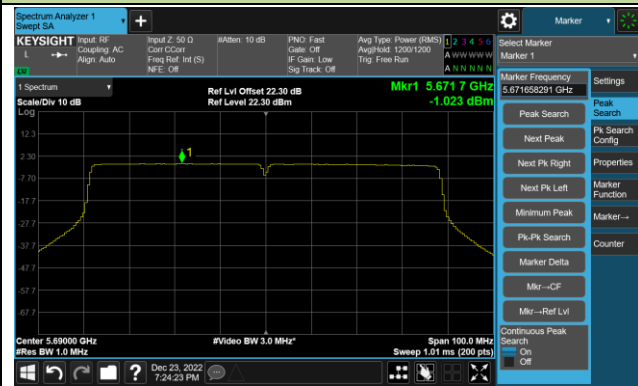 Spectrum Analyzer 1
Swept SA
Marker
KEYSIGHT
Input: RF
Coupling: AC
Align: Auto
Input Z: 50 Ω
Corr CCorr
Freq Ref: Int (S)
NFE: Off
#Atten: 10 dB
PNO: Fast
Gate: Off
IF Gain: Low
Sig Track: Off
Avg Type: Power (RMS)
Avg|Hold: 1200/1200
Trig: Free Run
1 2 3 4 5 6
A W W W W W
A N N N N N
Select Marker
Marker 1
1 Spectrum
Scale/Div 10 dB
Ref Lvl Offset 22.30 dB
Ref Level 22.30 dBm
Mkr1 5.671 7 GHz
-1.023 dBm
Log
12.3
2.30
-7.70
-17.7
-27.7
-37.7
-47.7
-57.7
-67.7
1
Center 5.69000 GHz
#Res BW 1.0 MHz
#Video BW 3.0 MHz*
Span 100.0 MHz
Sweep 1.01 ms (200 pts)
Marker Frequency
5.671658291 GHz
Peak Search
Next Peak
Next Pk Right
Next Pk Left
Minimum Peak
Pk-Pk Search
Marker Delta
Mkr→CF
Mkr→Ref Lvl
Continuous Peak
Search
On
Off
Settings
Peak
Search
Pk Search
Config
Properties
Marker
Function
Marker→
Counter
Dec 23, 2022
7:24:23 PM